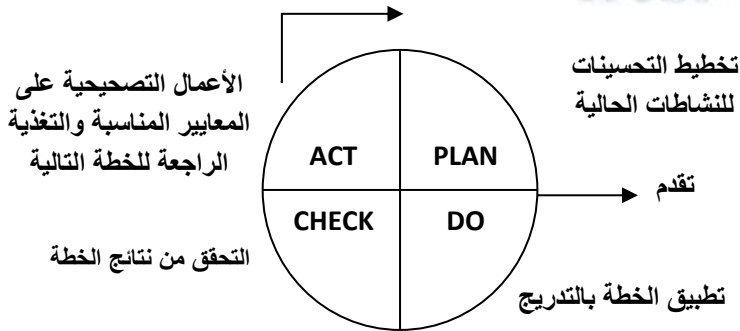 تخطيط التحسينات
للنشاطات الحالية
الأعمال التصحيحية على
المعايير المناسبة والتغذية
الراجعة للخطة التالية
ACT
PLAN
تقدم
CHECK
DO
التحقق من نتائج الخطة
تطبيق الخطة بالتدريج